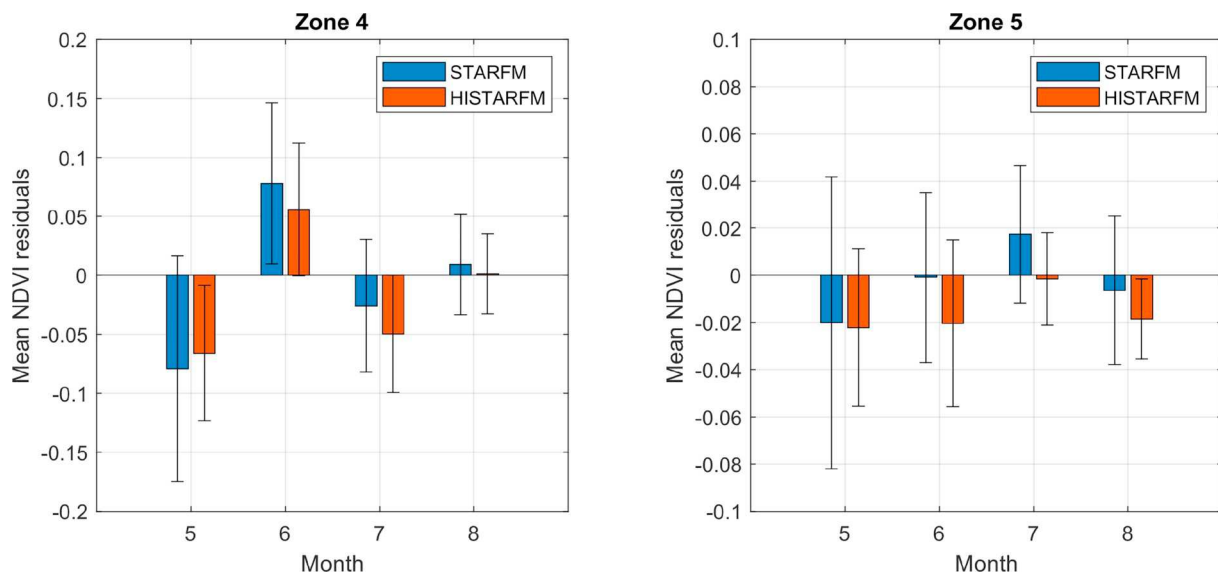 Zone 4
0.2
0.15
0.1
0.05
0
-0.05
-0.1
-0.15
-0.2
Mean NDVI residuals
STARFM
HISTARFM
5 6 7 8
Month
Zone 5
0.1
0.08
0.06
0.04
0.02
0
-0.02
-0.04
-0.06
-0.08
-0.1
Mean NDVI residuals
STARFM
HISTARFM
5 6 7 8
Month